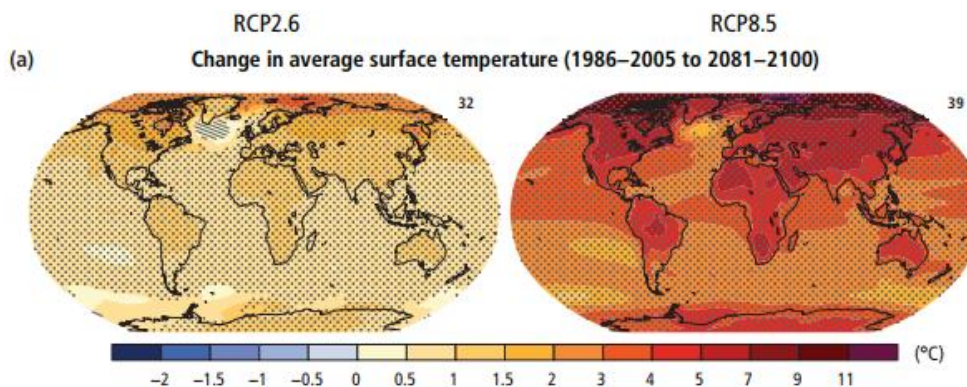 RCP2.6 RCP8.5
(a) Change in average surface temperature (1986–2005 to 2081–2100)
32 39
−2 −1.5 −1 −0.5 0 0.5 1 1.5 2 3 4 5 7 9 11 (°C)